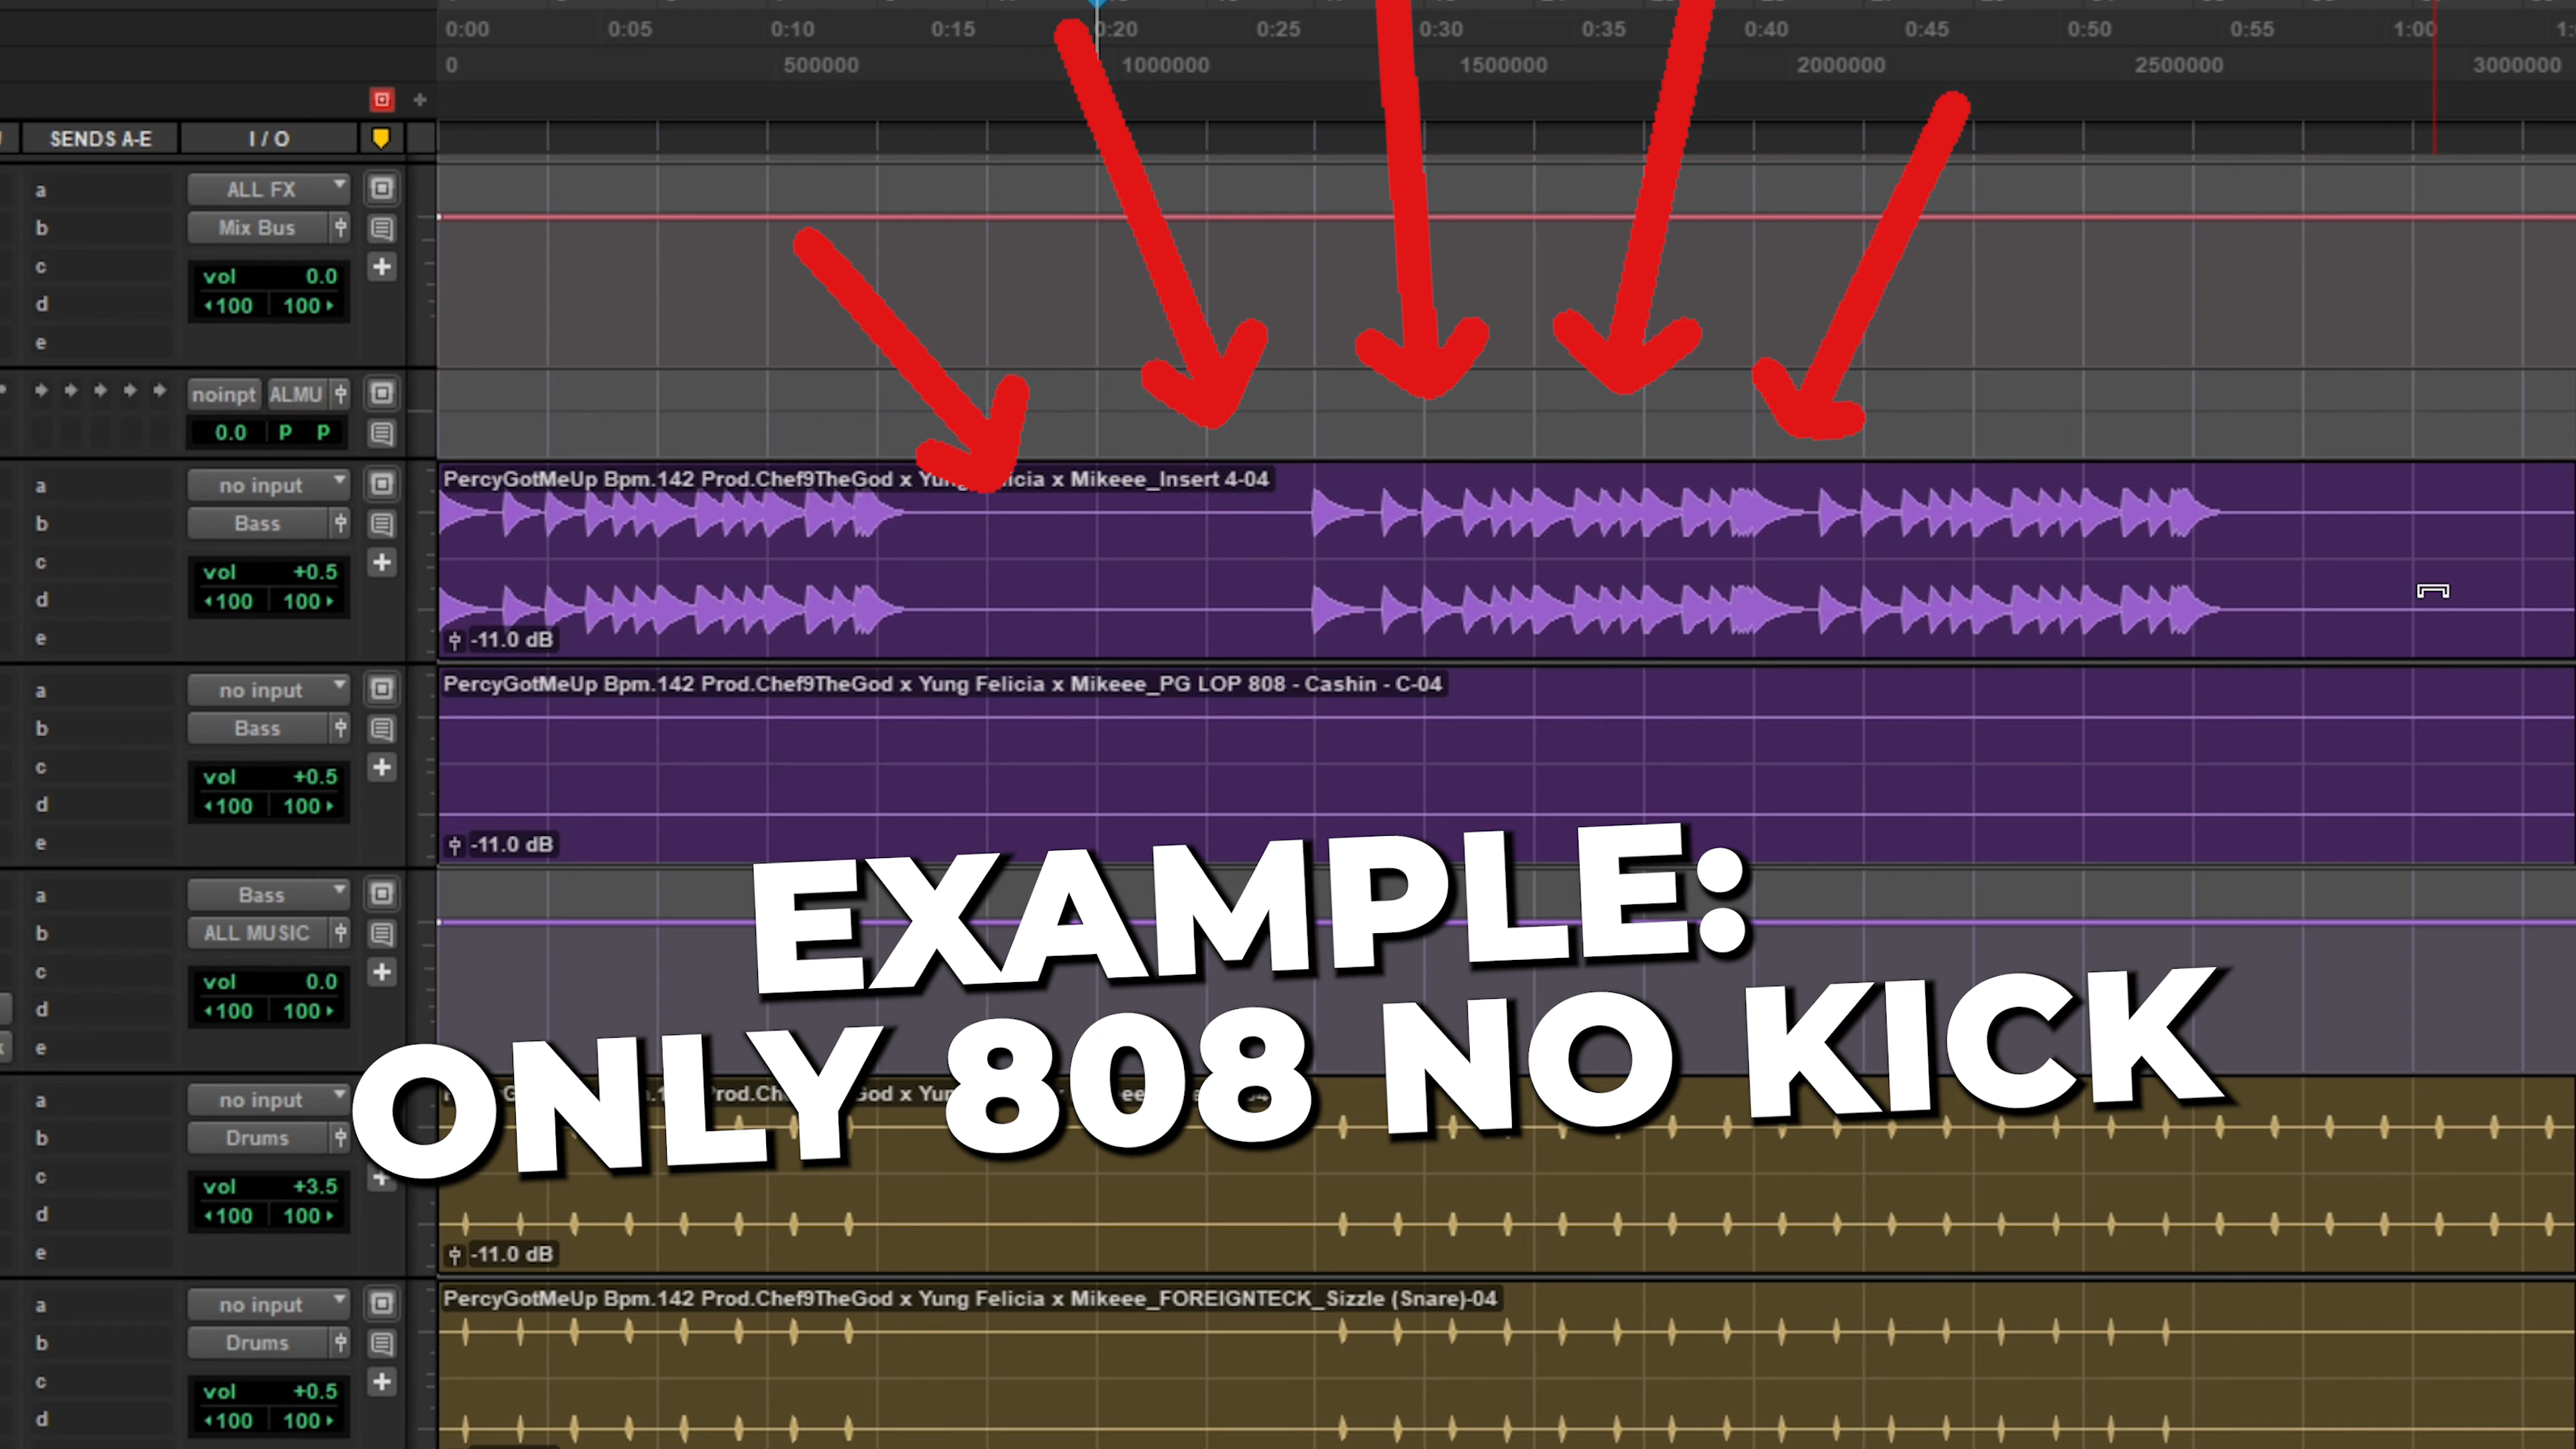 0:00 0:05 0:10 0:15 0:20 0:25 0:30 0:35 0:40 0:45 0:50 0:55 1:00
0 500000 1000000 1500000 2000000 2500000 3000000
SENDS A-E I / O
a ALL FX
b Mix Bus
c vol 0.0
d 100 100
e
noinpt ALMU
0.0 p p
PercyGotMeUp Bpm.142 Prod.Chef9TheGod x Yung Felicia x Mikeee_Insert 4-04
a no input
b Bass
c vol +0.5
d 100 100
e
-11.0 dB
PercyGotMeUp Bpm.142 Prod.Chef9TheGod x Yung Felicia x Mikeee_PG LOP 808 - Cashin - C-04
a no input
b Bass
c vol +0.5
d 100 100
e
-11.0 dB
EXAMPLE:
ONLY 808 NO KICK
a Bass
b ALL MUSIC
c vol 0.0
d 100 100
e
a no input
b Drums
c vol +3.5
d 100 100
e
-11.0 dB
PercyGotMeUp Bpm.142 Prod.Chef9TheGod x Yung Felicia x Mikeee_FOREIGNTECK_Sizzle (Snare)-04
a no input
b Drums
c vol +0.5
d 100 100